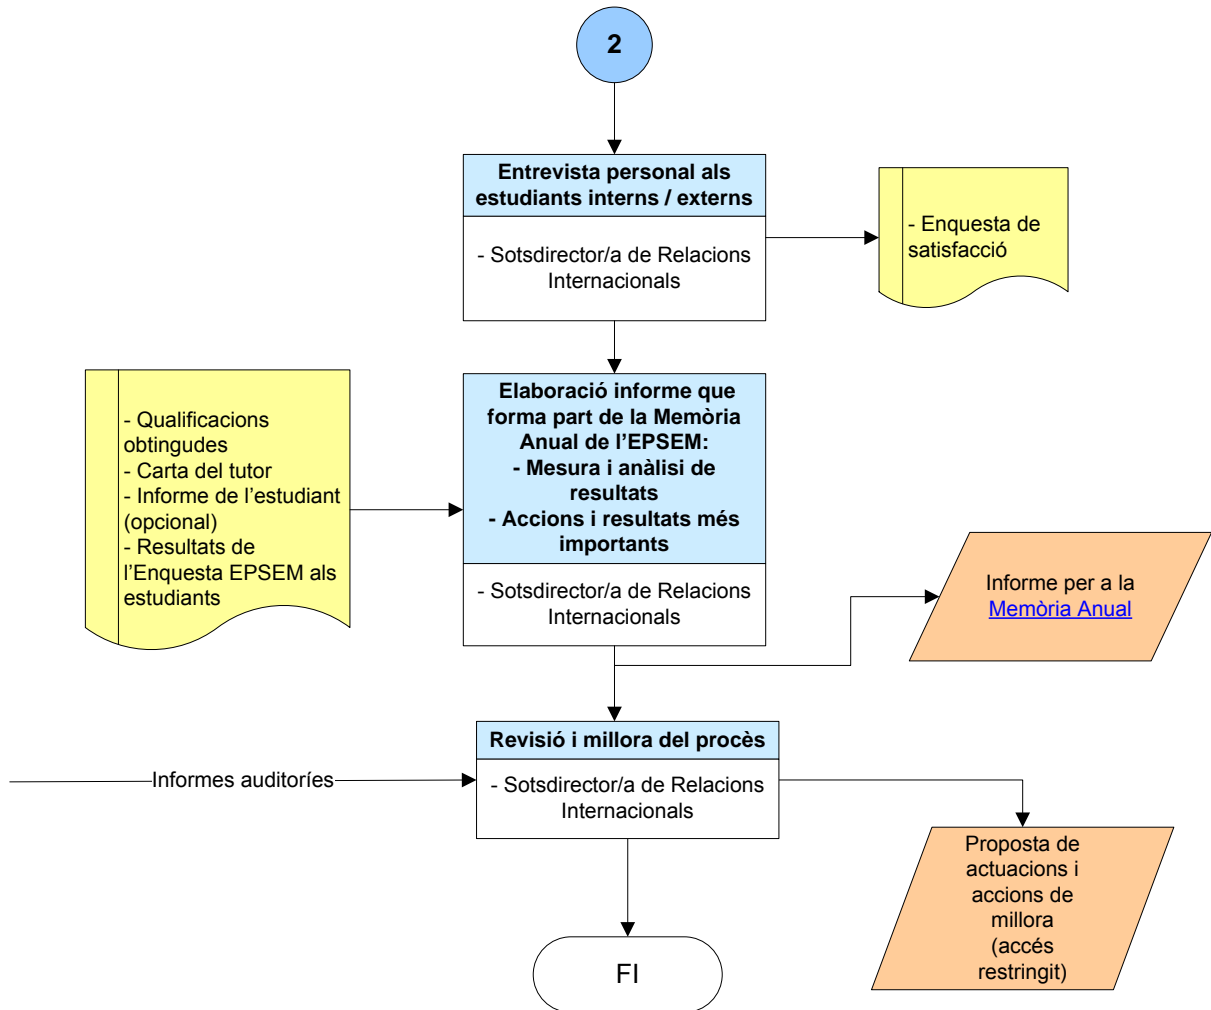 2
Entrevista personal als
estudiants interns / externs
- Sotsdirector/a de Relacions
Internacionals
- Enquesta de
satisfacció
- Qualificacions
obtingudes
- Carta del tutor
- Informe de l’estudiant
(opcional)
- Resultats de
l’Enquesta EPSEM als
estudiants
Elaboració informe que
forma part de la Memòria
Anual de l’EPSEM:
- Mesura i anàlisi de
resultats
- Accions i resultats més
importants
- Sotsdirector/a de Relacions
Internacionals
Informe per a la
Memòria Anual
Informes auditoríes
Revisió i millora del procès
- Sotsdirector/a de Relacions
Internacionals
Proposta de
actuacions i
accions de
millora
(accés
restringit)
FI